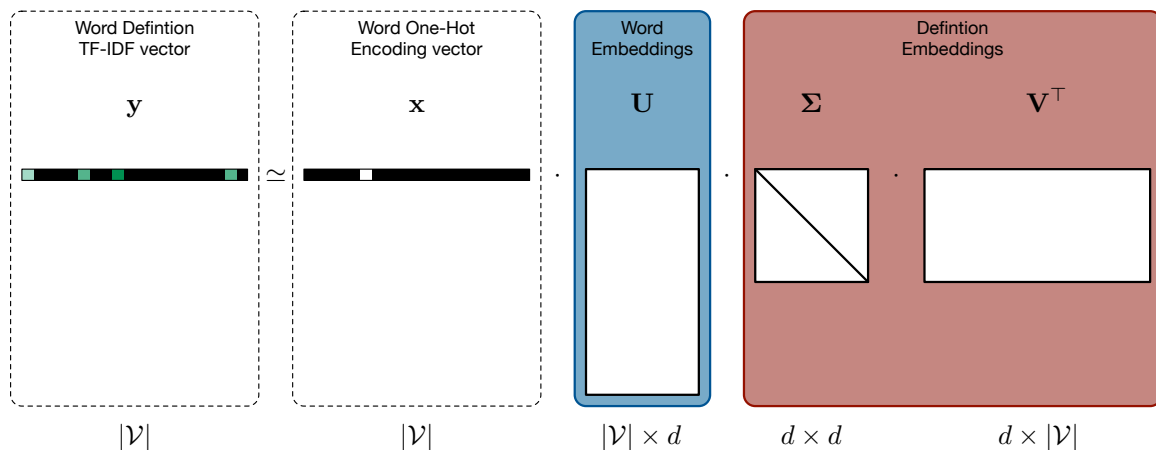 Word Defintion
TF-IDF vector
Word One-Hot
Encoding vector
Word
Embeddings
Defintion
Embeddings
y
x
U
Σ
V⊤
≃
·
·
·
|𝒱|
|𝒱|
|𝒱| × d
d × d
d × |𝒱|